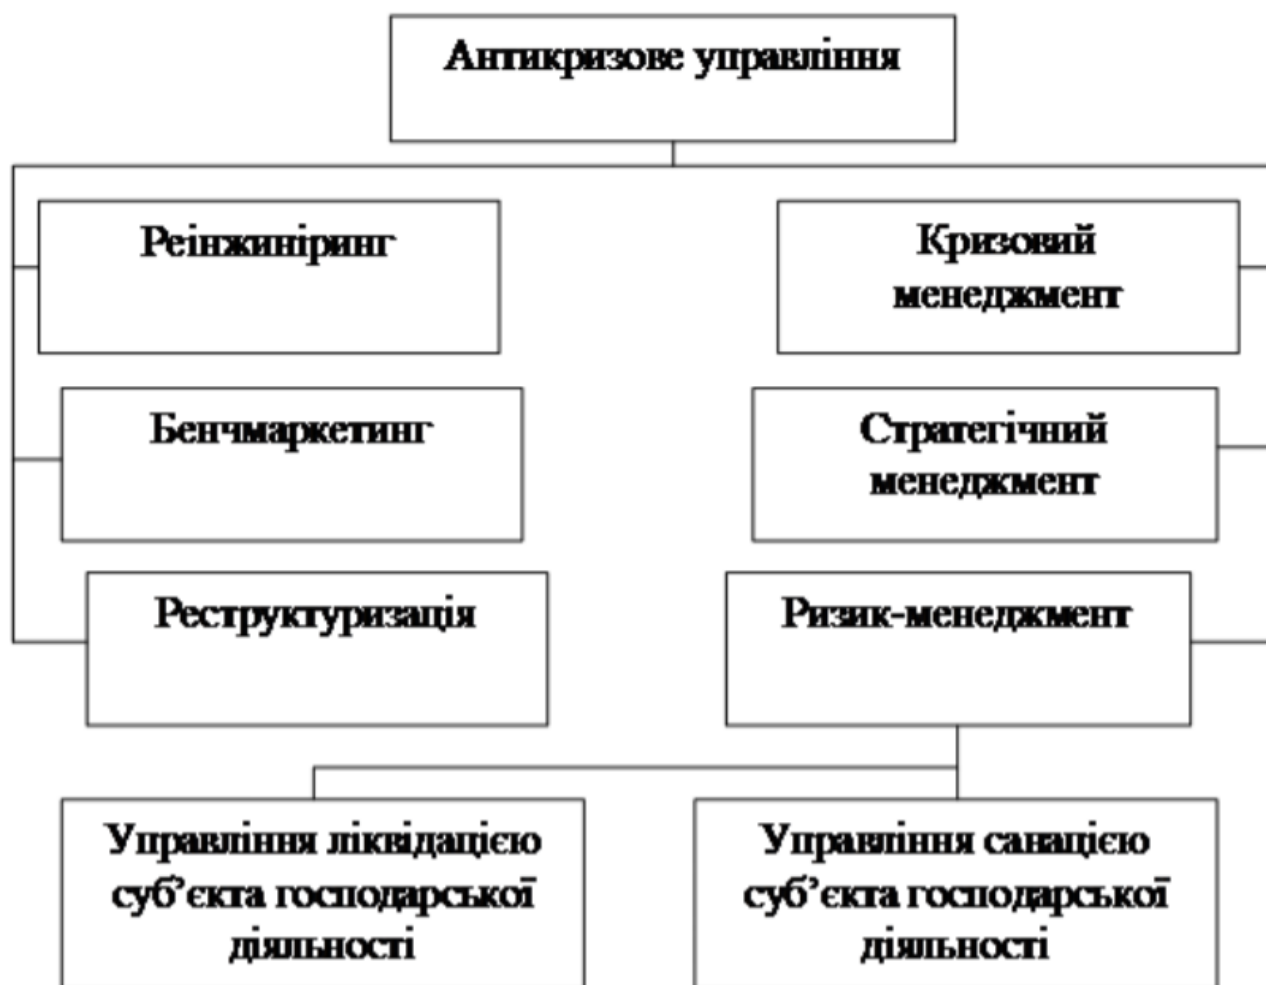 Антикризове управління
Реінжиніринг
Кризовий
менеджмент
Бенчмаркетинг
Стратегічний
менеджмент
Реструктуризація
Ризик-менеджмент
Управління ліквідацією
суб’єкта господарської
діяльності
Управління санацією
суб’єкта господарської
діяльності